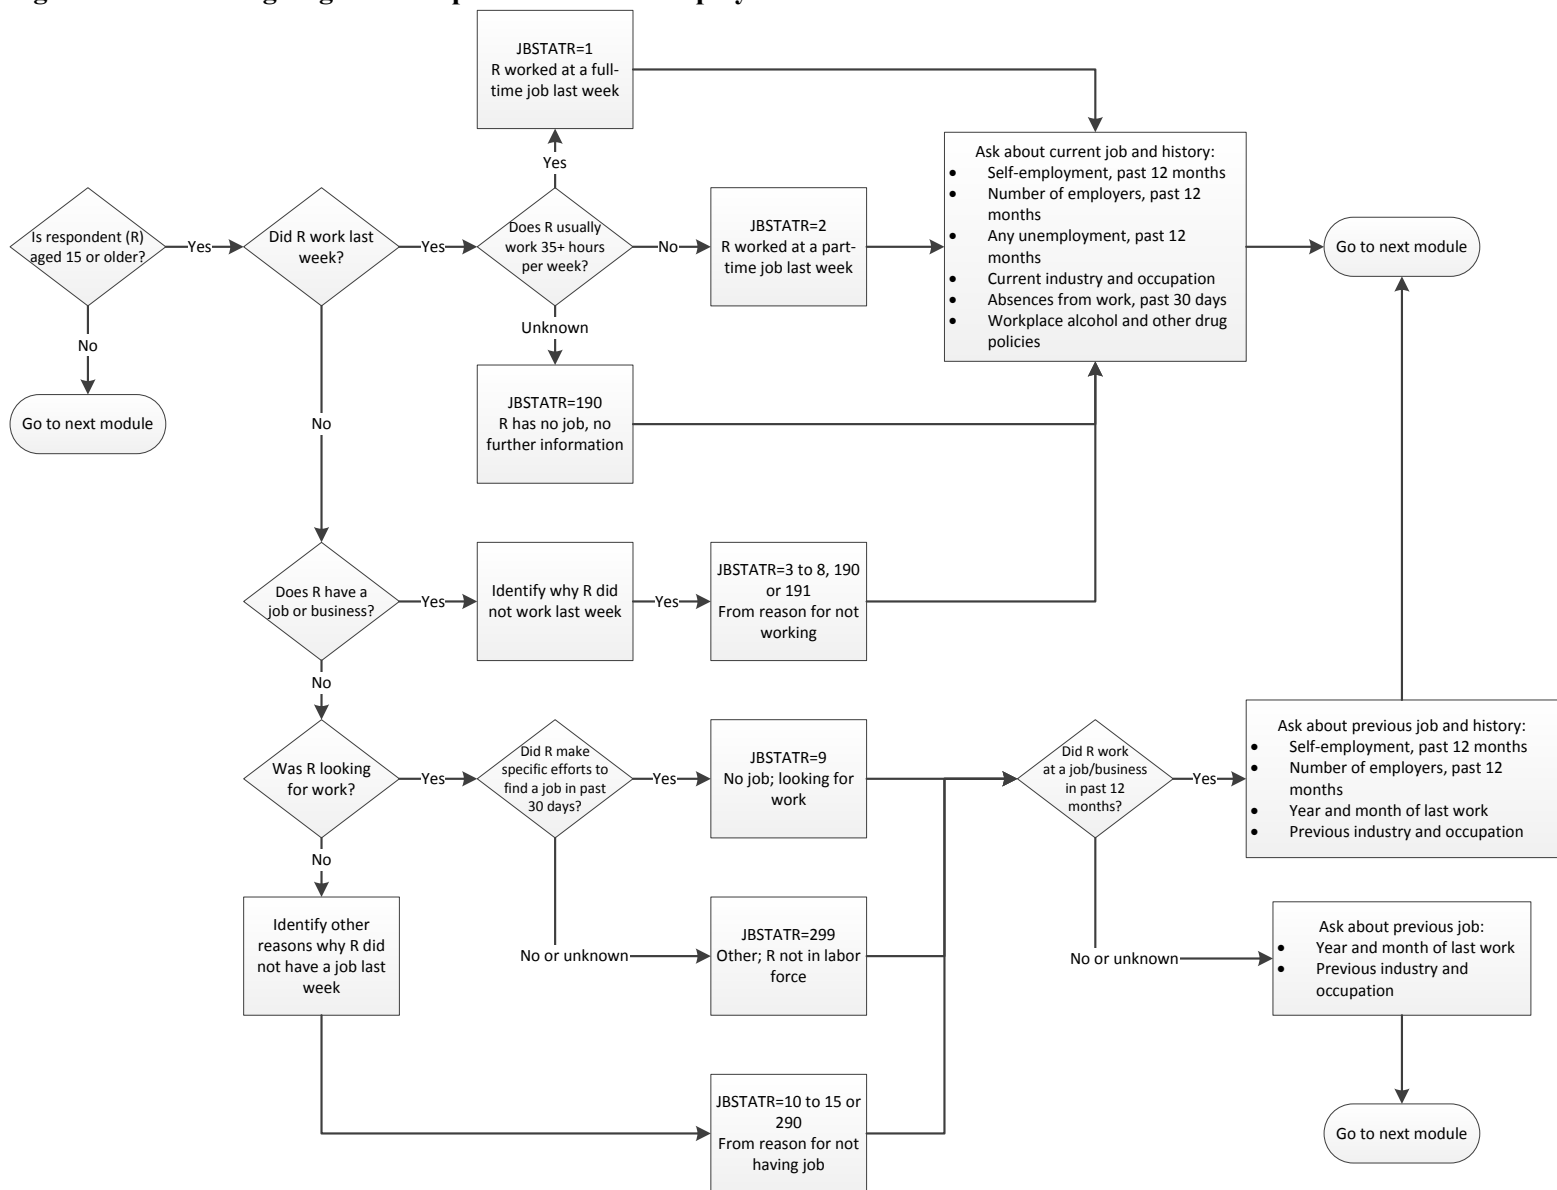 JBSTATR=1
R worked at a full-
time job last week
Yes
Is respondent (R)
aged 15 or older?
Yes
Did R work last
week?
Yes
Does R usually
work 35+ hours
per week?
No
JBSTATR=2
R worked at a part-
time job last week
Ask about current job and history:
• Self-employment, past 12 months
• Number of employers, past 12
months
• Any unemployment, past 12
months
• Current industry and occupation
• Absences from work, past 30 days
• Workplace alcohol and other drug
policies
Go to next module
No
Go to next module
Unknown
JBSTATR=190
R has no job, no
further information
No
Does R have a
job or business?
Yes
Identify why R did
not work last week
Yes
JBSTATR=3 to 8, 190
or 191
From reason for not
working
No
Was R looking
for work?
Yes
Did R make
specific efforts to
find a job in past
30 days?
Yes
JBSTATR=9
No job; looking for
work
Did R work
at a job/business
in past 12
months?
Yes
Ask about previous job and history:
• Self-employment, past 12 months
• Number of employers, past 12
months
• Year and month of last work
• Previous industry and occupation
No
Identify other
reasons why R did
not have a job last
week
No or unknown
JBSTATR=299
Other; R not in labor
force
No or unknown
Ask about previous job:
• Year and month of last work
• Previous industry and
occupation
JBSTATR=10 to 15 or
290
From reason for not
having job
Go to next module